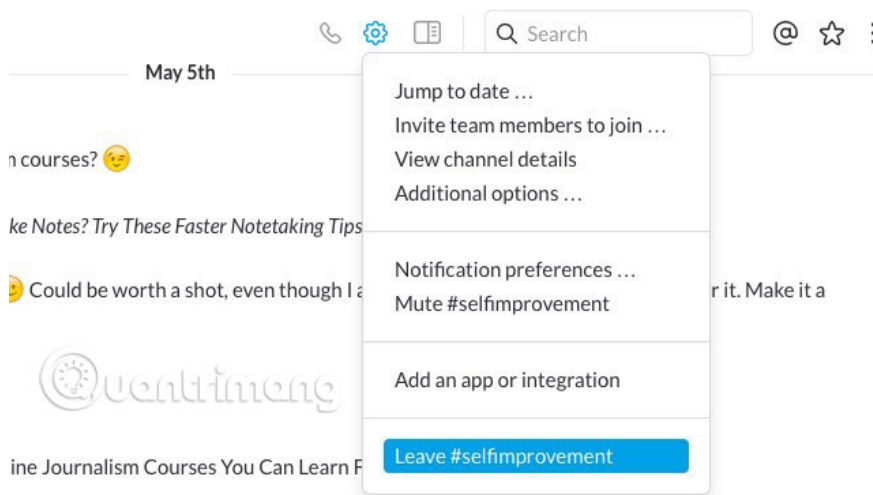 Search
May 5th
Jump to date ...
Invite team members to join ...
n courses?
View channel details
Additional options ...
ke Notes? Try These Faster Notetaking Tips
Notification preferences ...
Could be worth a shot, even though I a
r it. Make it a
Mute #selfimprovement
Quantrimang
Add an app or integration
Leave #selfimprovement
ine Journalism Courses You Can Learn F